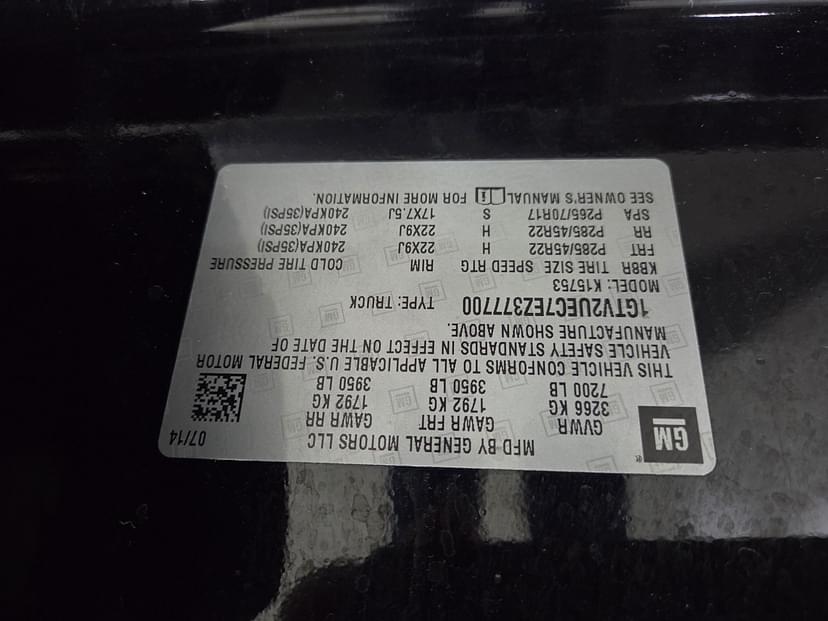 GM
MFD BY GENERAL MOTORS LLC 07/14
GVWR GAWR FRT GAWR RR
3266 KG 1792 KG 1792 KG
7200 LB 3950 LB 3950 LB
THIS VEHICLE CONFORMS TO ALL APPLICABLE U.S. FEDERAL MOTOR
VEHICLE SAFETY STANDARDS IN EFFECT ON THE DATE OF
MANUFACTURE SHOWN ABOVE.
1GTV2UEC7EZ377700 TYPE: TRUCK
MODEL: K15753
KB8R TIRE SIZE SPEED RTG RIM COLD TIRE PRESSURE
FRT P285/45R22 H 22X9J 240KPA(35PSI)
RR P285/45R22 H 22X9J 240KPA(35PSI)
SPA P265/70R17 S 17X7.5J 240KPA(35PSI)
SEE OWNER'S MANUAL FOR MORE INFORMATION.